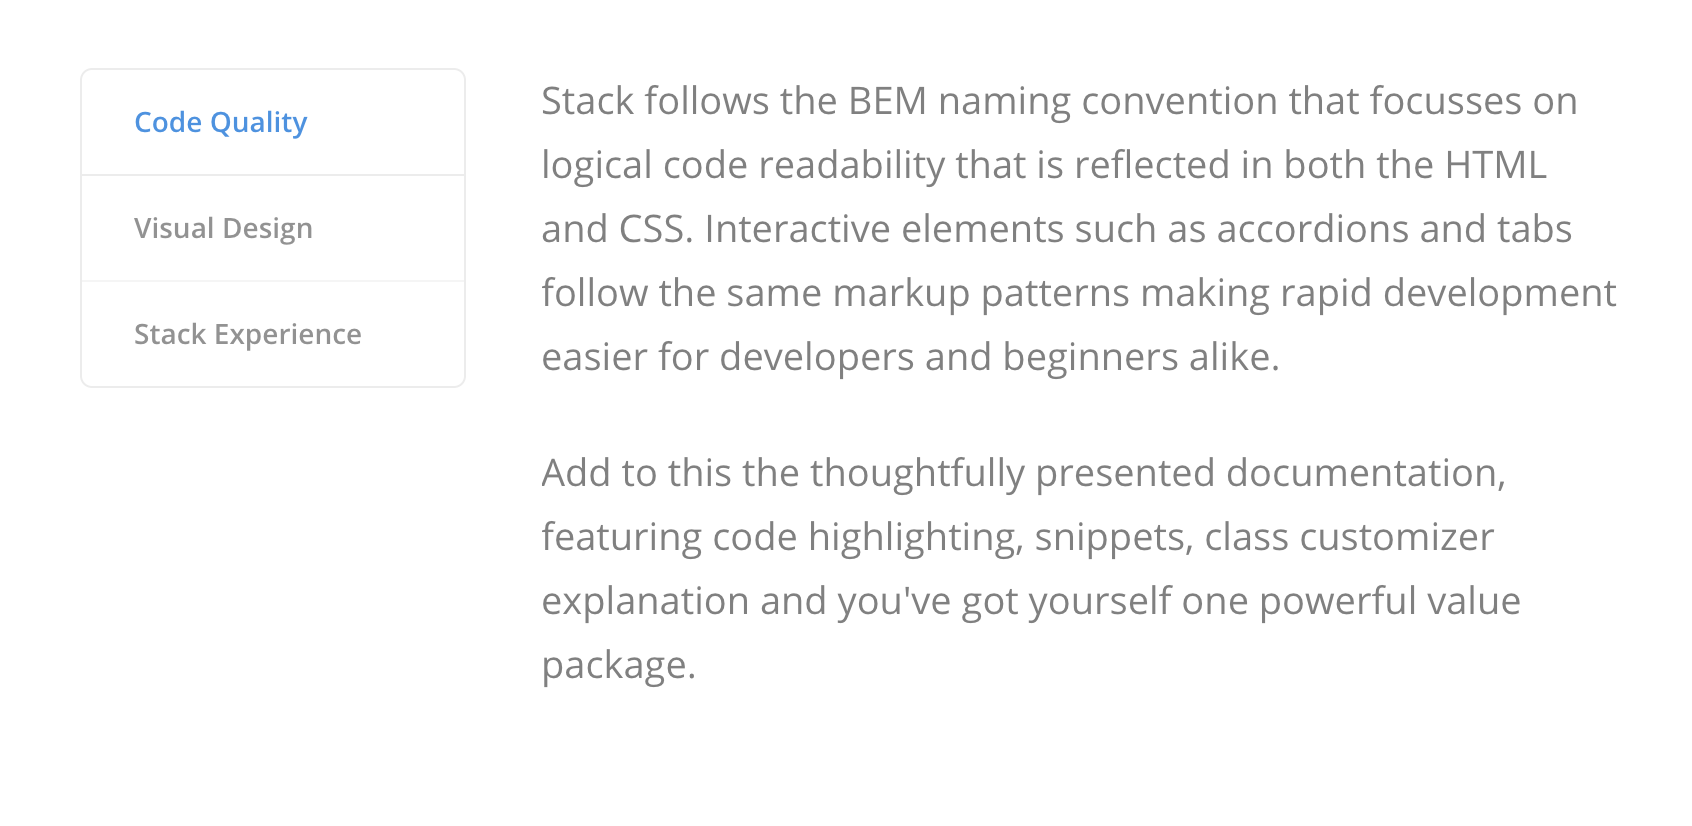 Code Quality
Visual Design
Stack Experience
Stack follows the BEM naming convention that focusses on
logical code readability that is reflected in both the HTML
and CSS. Interactive elements such as accordions and tabs
follow the same markup patterns making rapid development
easier for developers and beginners alike.
Add to this the thoughtfully presented documentation,
featuring code highlighting, snippets, class customizer
explanation and you've got yourself one powerful value
package.